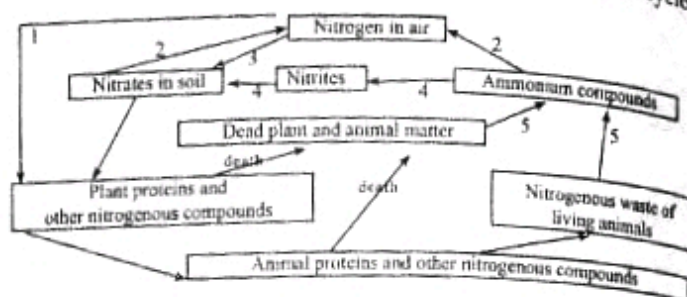 cycle
1
Nitrogen in air
2
3
2
Nitrates in soil
4
Nitrites
4
Ammonium compounds
Dead plant and animal matter
5
5
death
death
Plant proteins and
other nitrogenous compounds
Nitrogenous waste of
living animals
Animal proteins and other nitrogenous compounds